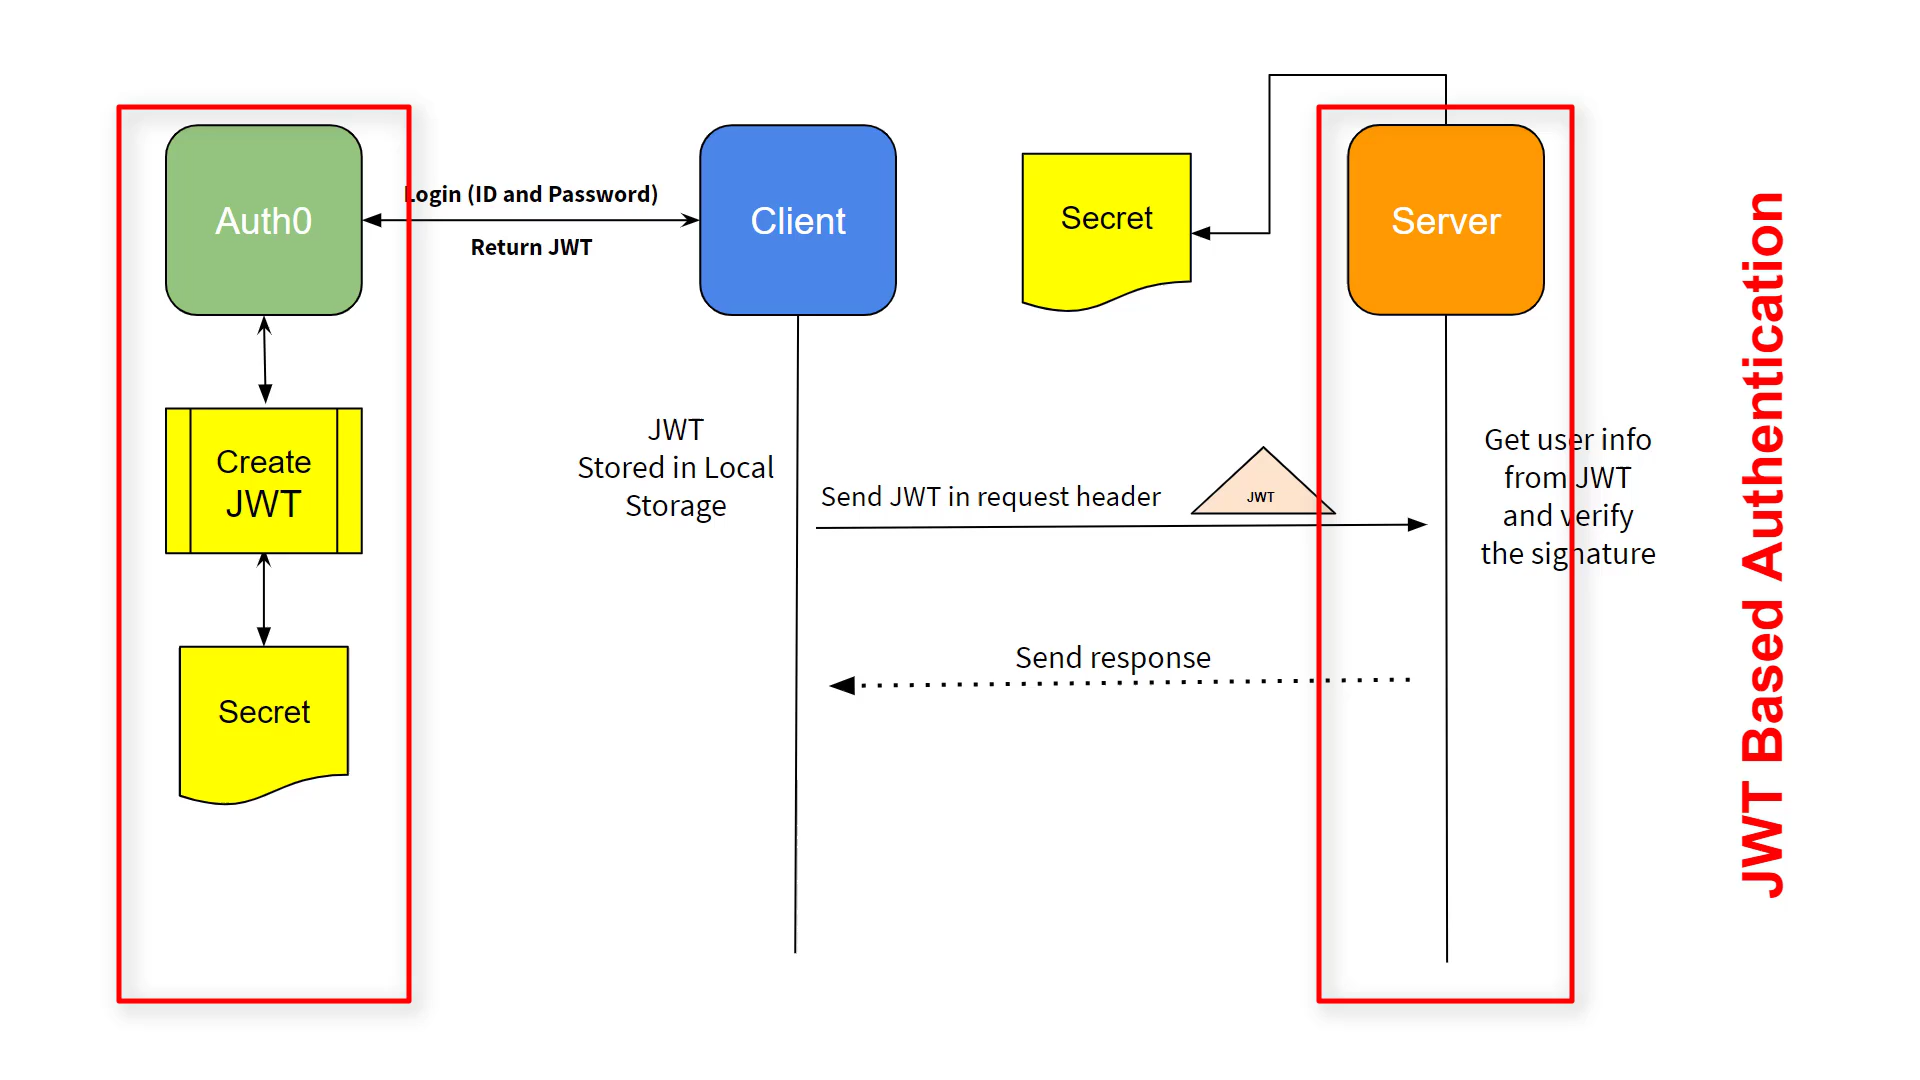 Auth0
Login (ID and Password)
Return JWT
Client
Secret
Server
Create
JWT
Secret
JWT
Stored in Local
Storage
Send JWT in request header
JWT
Get user info
from JWT
and verify
the signature
Send response
JWT Based Authentication